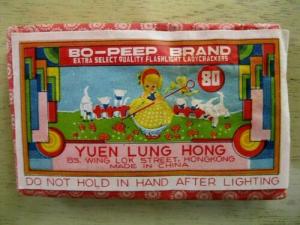 BO-PEEP BRAND
EXTRA SELECT QUALITY FLASHLIGHT LADYCRACKERS
80
YUEN LUNG HONG
83, WING LOK STREET, HONGKONG
MADE IN CHINA
DO NOT HOLD IN HAND AFTER LIGHTING